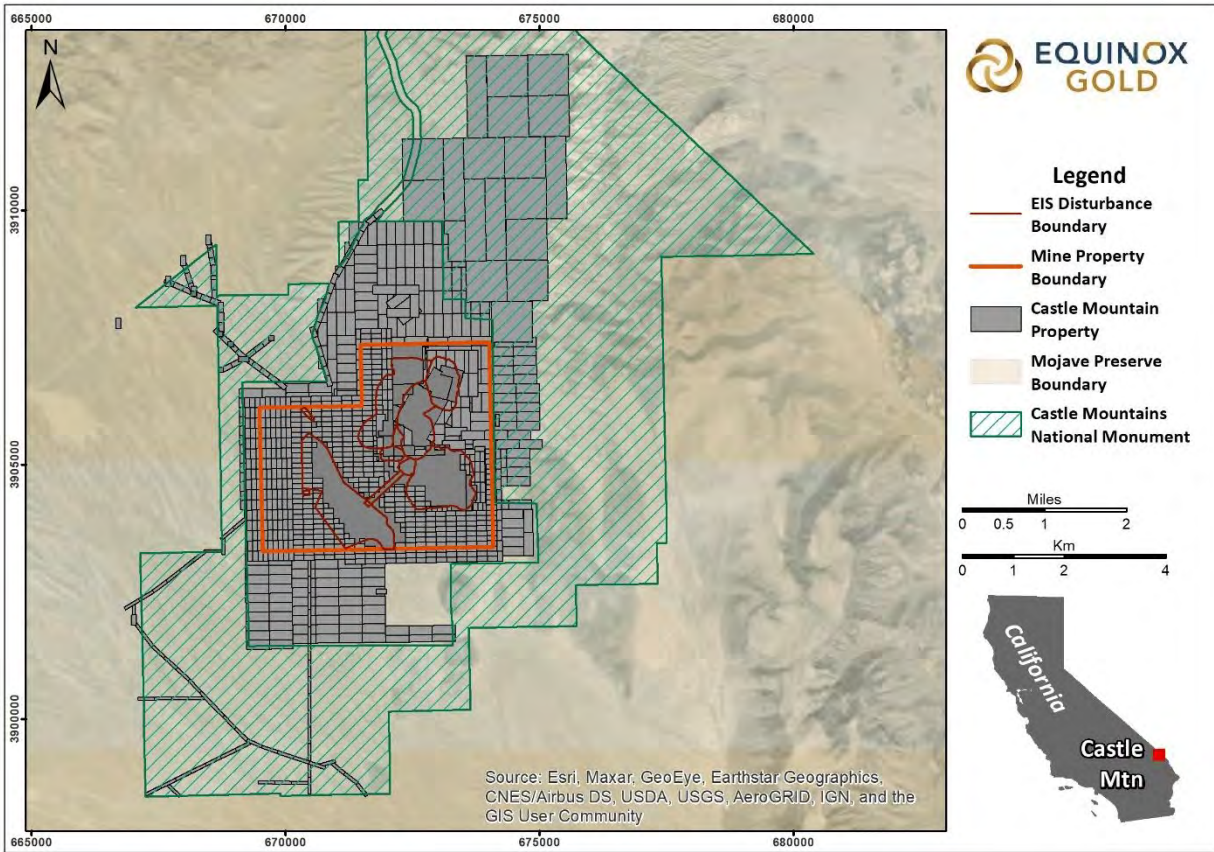 665000
670000
675000
680000
N
3910000
3905000
3900000
665000
670000
675000
680000
Source: Esri, Maxar, GeoEye, Earthstar Geographics,
CNES/Airbus DS, USDA, USGS, AeroGRID, IGN, and the
GIS User Community
EQUINOX
GOLD
Legend
EIS Disturbance
Boundary
Mine Property
Boundary
Castle Mountain
Property
Mojave Preserve
Boundary
Castle Mountains
National Monument
Miles
0 0.5 1 2
Km
0 1 2 4
California
Castle
Mtn